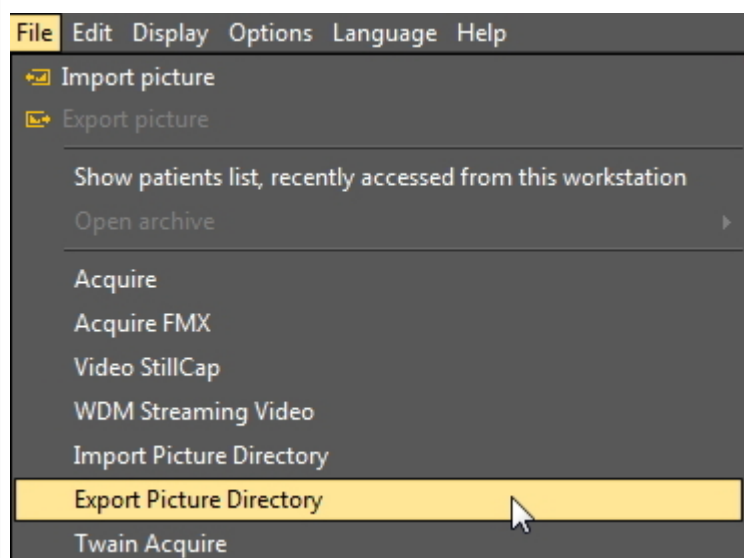 File Edit Display Options Language Help
Import picture
Export picture
Show patients list, recently accessed from this workstation
Open archive
Acquire
Acquire FMX
Video StillCap
WDM Streaming Video
Import Picture Directory
Export Picture Directory
Twain Acquire